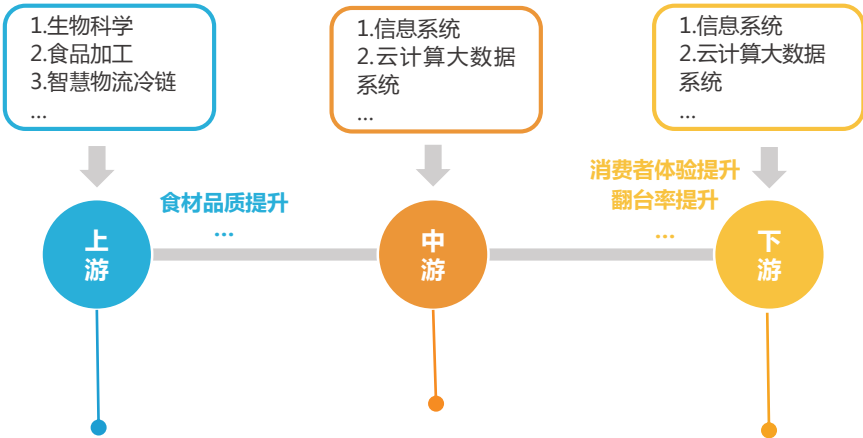 1.生物科学
2.食品加工
3.智慧物流冷链
...
1.信息系统
2.云计算大数据
系统
...
1.信息系统
2.云计算大数据
系统
...
食材品质提升
...
消费者体验提升
翻台率提升
...
上
游
中
游
下
游